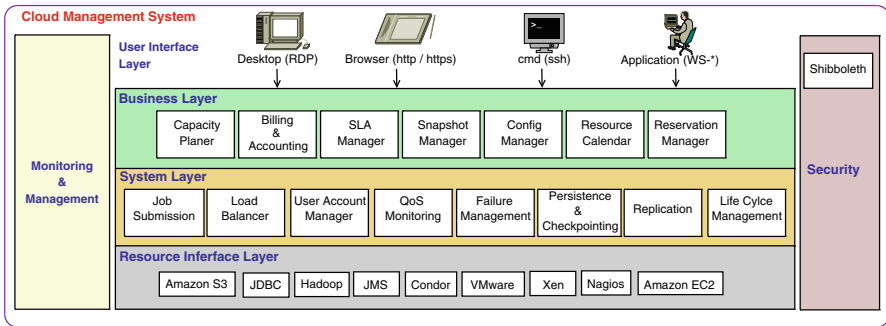 Cloud Management System
User Interface
Layer
Desktop (RDP)
Browser (http / https)
>_
cmd (ssh)
Application (WS-*)
Monitoring
&
Management
Business Layer
Capacity
Planer
Billing
&
Accounting
SLA
Manager
Snapshot
Manager
Config
Manager
Resource
Calendar
Reservation
Manager
System Layer
Job
Submission
Load
Balancer
User Account
Manager
QoS
Monitoring
Failure
Management
Persistence
&
Checkpointing
Replication
Life Cylce
Management
Resource Inferface Layer
Amazon S3
JDBC
Hadoop
JMS
Condor
VMware
Xen
Nagios
Amazon EC2
Shibboleth
Security